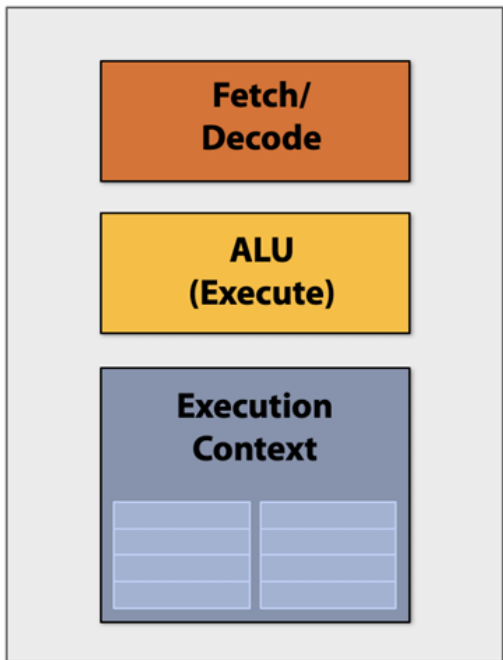 Fetch/
Decode
ALU
(Execute)
Execution
Context